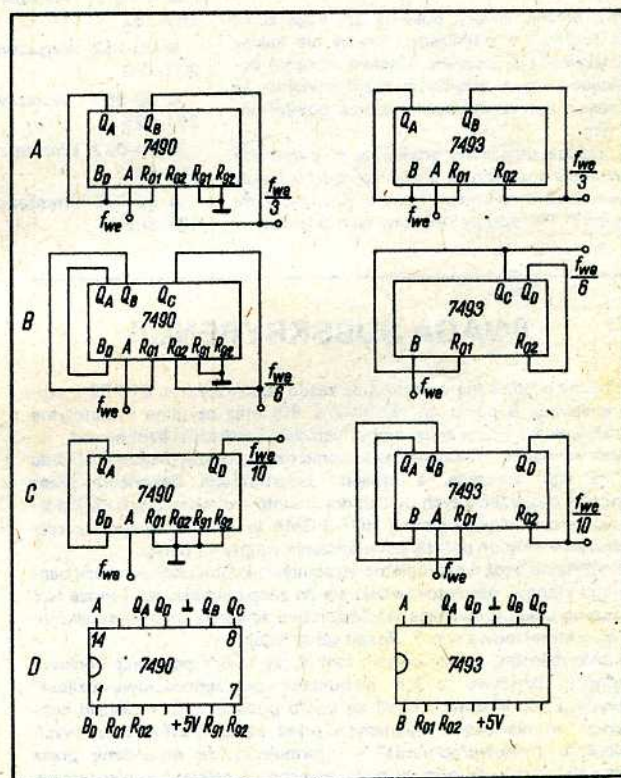 Q_A Q_B
7490
B_D A R_01 R_02 R_91 R_92
f_we
f_we/3
A
Q_A Q_B
7493
B A R_01 R_02
f_we
f_we/3
B
Q_A Q_B Q_C
7490
B_D A R_01 R_02 R_91 R_92
f_we
f_we/6
Q_C Q_D
7493
B R_01 R_02
f_we
f_we/6
C
Q_A Q_D
7490
B_D A R_01 R_02 R_91 R_92
f_we
f_we/10
Q_A Q_B Q_D
7493
B A R_01 R_02
f_we
f_we/10
D
A Q_A Q_D ⊥ Q_B Q_C
14 8
7490
7
B_D R_01 R_02 +5V R_91 R_92
A Q_A Q_D ⊥ Q_B Q_C
7493
B R_01 R_02 +5V